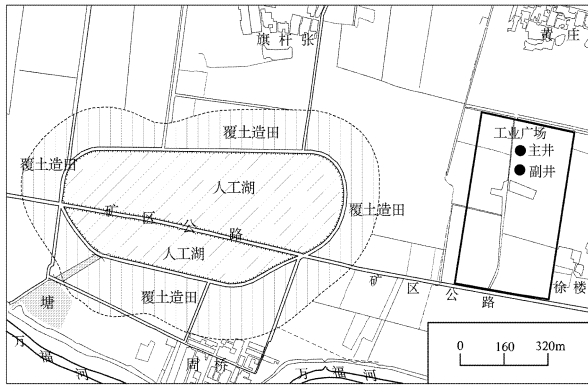 旗杆张
黄庄
工业广场
主井
副井
覆土造田
覆土造田
人工湖
覆土造田
矿区公路
人工湖
矿区公路
徐楼
塘
覆土造田
周桥
万福河
万福河
0 160 320m